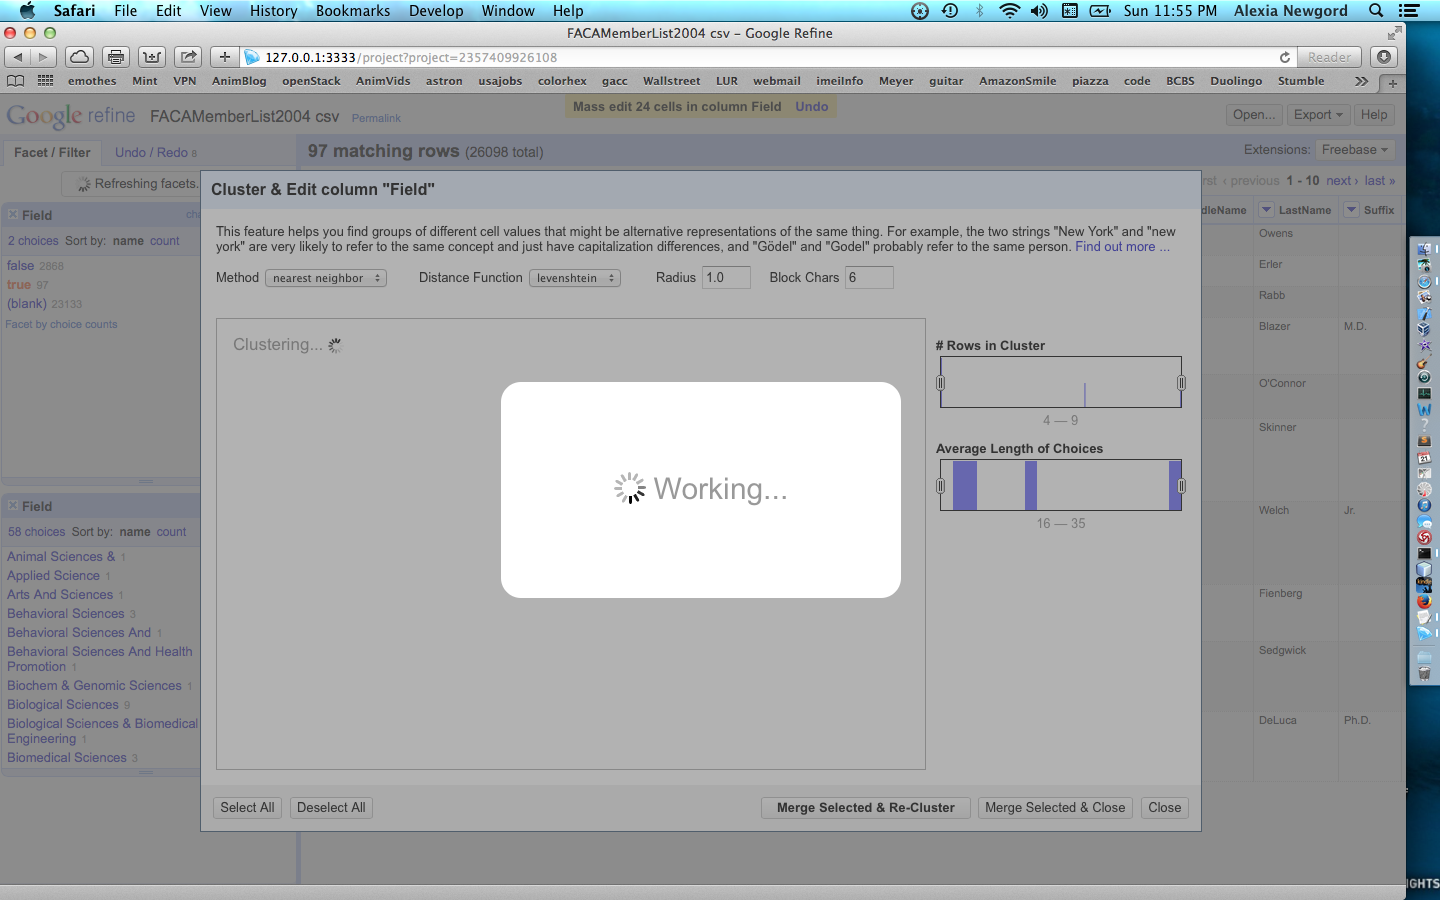 Safari File Edit View History Bookmarks Develop Window Help Sun 11:55 PM Alexia Newgord
FACAMemberList2004 csv – Google Refine
127.0.0.1:3333/project?project=2357409926108 Reader
emothes Mint VPN AnimBlog openStack AnimVids astron usajobs colorhex gacc Wallstreet LUR webmail imeiInfo Meyer guitar AmazonSmile piazza code BCBS Duolingo Stumble
Mass edit 24 cells in column Field Undo
Google refine FACAMemberList2004 csv Permalink Open... Export Help
Facet / Filter Undo / Redo 8 97 matching rows (26098 total) Extensions: Freebase
Refreshing facets. rst ‹ previous 1 - 10 next › last »
Cluster & Edit column "Field"
Field ch
2 choices Sort by: name count
false 2868
true 97
(blank) 23133
Facet by choice counts
Field
58 choices Sort by: name count
Animal Sciences & 1
Applied Science 1
Arts And Sciences 1
Behavioral Sciences 3
Behavioral Sciences And 1
Behavioral Sciences And Health
Promotion 1
Biochem & Genomic Sciences 1
Biological Sciences 9
Biological Sciences & Biomedical
Engineering 1
Biomedical Sciences 3
This feature helps you find groups of different cell values that might be alternative representations of the same thing. For example, the two strings "New York" and "new
york" are very likely to refer to the same concept and just have capitalization differences, and "Gödel" and "Godel" probably refer to the same person. Find out more ...
Method nearest neighbor Distance Function levenshtein Radius 1.0 Block Chars 6
Clustering...
Working...
# Rows in Cluster
4 — 9
Average Length of Choices
16 — 35
Select All Deselect All Merge Selected & Re-Cluster Merge Selected & Close Close
dleName LastName Suffix
Owens
Erler
Rabb
Blazer M.D.
O'Connor
Skinner
Welch Jr.
Fienberg
Sedgwick
DeLuca Ph.D.
IGHTS